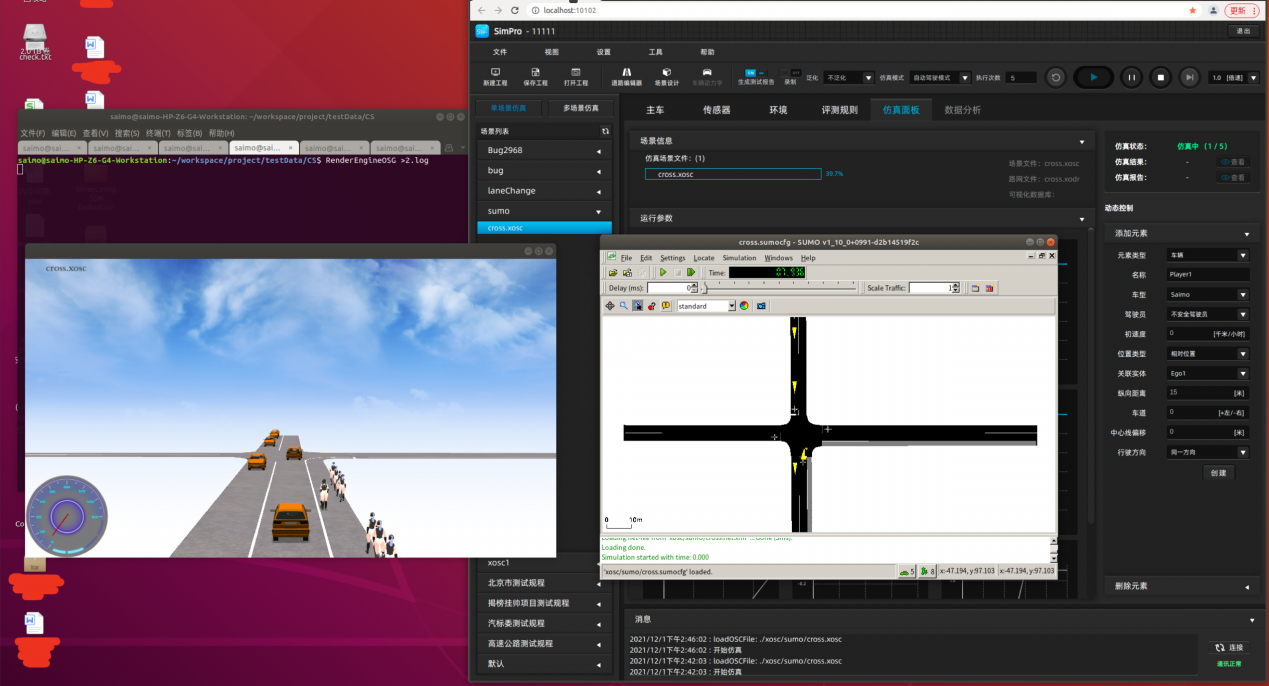 2.0 check.txt
saimo@saimo-HP-Z6-G4-Workstation: ~/workspace/project/testData/CS
文件(F) 编辑(E) 查看(V) 搜索(S) 终端(T) 标签(B) 帮助(H)
saimo@sai... × saimo@sai... × saimo@sai... × saimo@sai... × saimo@sai... × saimo@sai... ×
saimo@saimo-HP-Z6-G4-Workstation:~/workspace/project/testData/CS$ RenderEngineOSG >2.log
cross.xosc
localhost:10102
更新
SimPro - 11111
退出
文件 视图 设置 工具 帮助
新建工程 保存工程 打开工程 道路编辑器 场景设计 车辆动力学 生成测试报告 录制 泛化 不泛化 仿真模式 自动驾驶模式 执行次数 5 1.0 [倍速]
单场景仿真 多场景仿真
主车 传感器 环境 评测规则 仿真面板 数据分析
场景列表
Bug2968
bug
laneChange
sumo
cross.xosc
xosc1
北京市测试规程
揭榜挂帅项目测试规程
汽标委测试规程
高速公路测试规程
默认
场景信息
仿真场景文件：(1)
cross.xosc 39.7%
场景文件：cross.xosc
路网文件：cross.xodr
可视化数据库：
运行参数
cross.sumocfg - SUMO v1_10_0+0991-d2b14519f2c
File Edit Settings Locate Simulation Windows Help
Time:
Delay (ms): 0 Scale Traffic: 1
standard
0 10m
Loading done.
Simulation started with time: 0.000
'xosc/sumo/cross.sumocfg' loaded. 5 8 x:-47.194, y:97.103 x:-47.194, y:97.103
仿真状态： 仿真中（1 / 5）
仿真结果： - 查看
仿真报告： - 查看
动态控制
添加元素
元素类型 车辆
名称 Player1
车型 Saimo
驾驶员 不安全驾驶员
初速度 0 [千米/小时]
位置类型 相对位置
关联实体 Ego1
纵向距离 15 [米]
车道 0 [+左/-右]
中心线偏移 0 [米]
行驶方向 同一方向
创建
删除元素
消息
2021/12/1下午2:46:02 : loadOSCFile: ./xosc/sumo/cross.xosc
2021/12/1下午2:46:02 : 开始仿真
2021/12/1下午2:42:03 : loadOSCFile: ./xosc/sumo/cross.xosc
2021/12/1下午2:42:03 : 开始仿真
连接
通讯正常